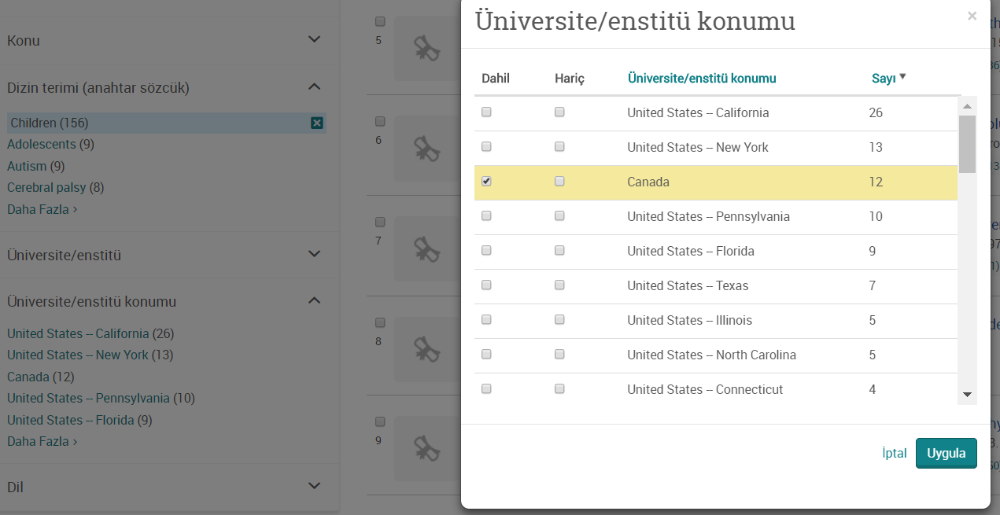 Konu
Dizin terimi (anahtar sözcük)
Children (156)
Adolescents (9)
Autism (9)
Cerebral palsy (8)
Daha Fazla ›
Üniversite/enstitü
Üniversite/enstitü konumu
United States -- California (26)
United States -- New York (13)
Canada (12)
United States -- Pennsylvania (10)
United States -- Florida (9)
Daha Fazla ›
Dil
5
6
7
8
9
Üniversite/enstitü konumu ×
Dahil Hariç Üniversite/enstitü konumu Sayı ▼
United States -- California 26
United States -- New York 13
Canada 12
United States -- Pennsylvania 10
United States -- Florida 9
United States -- Texas 7
United States -- Illinois 5
United States -- North Carolina 5
United States -- Connecticut 4
İptal Uygula